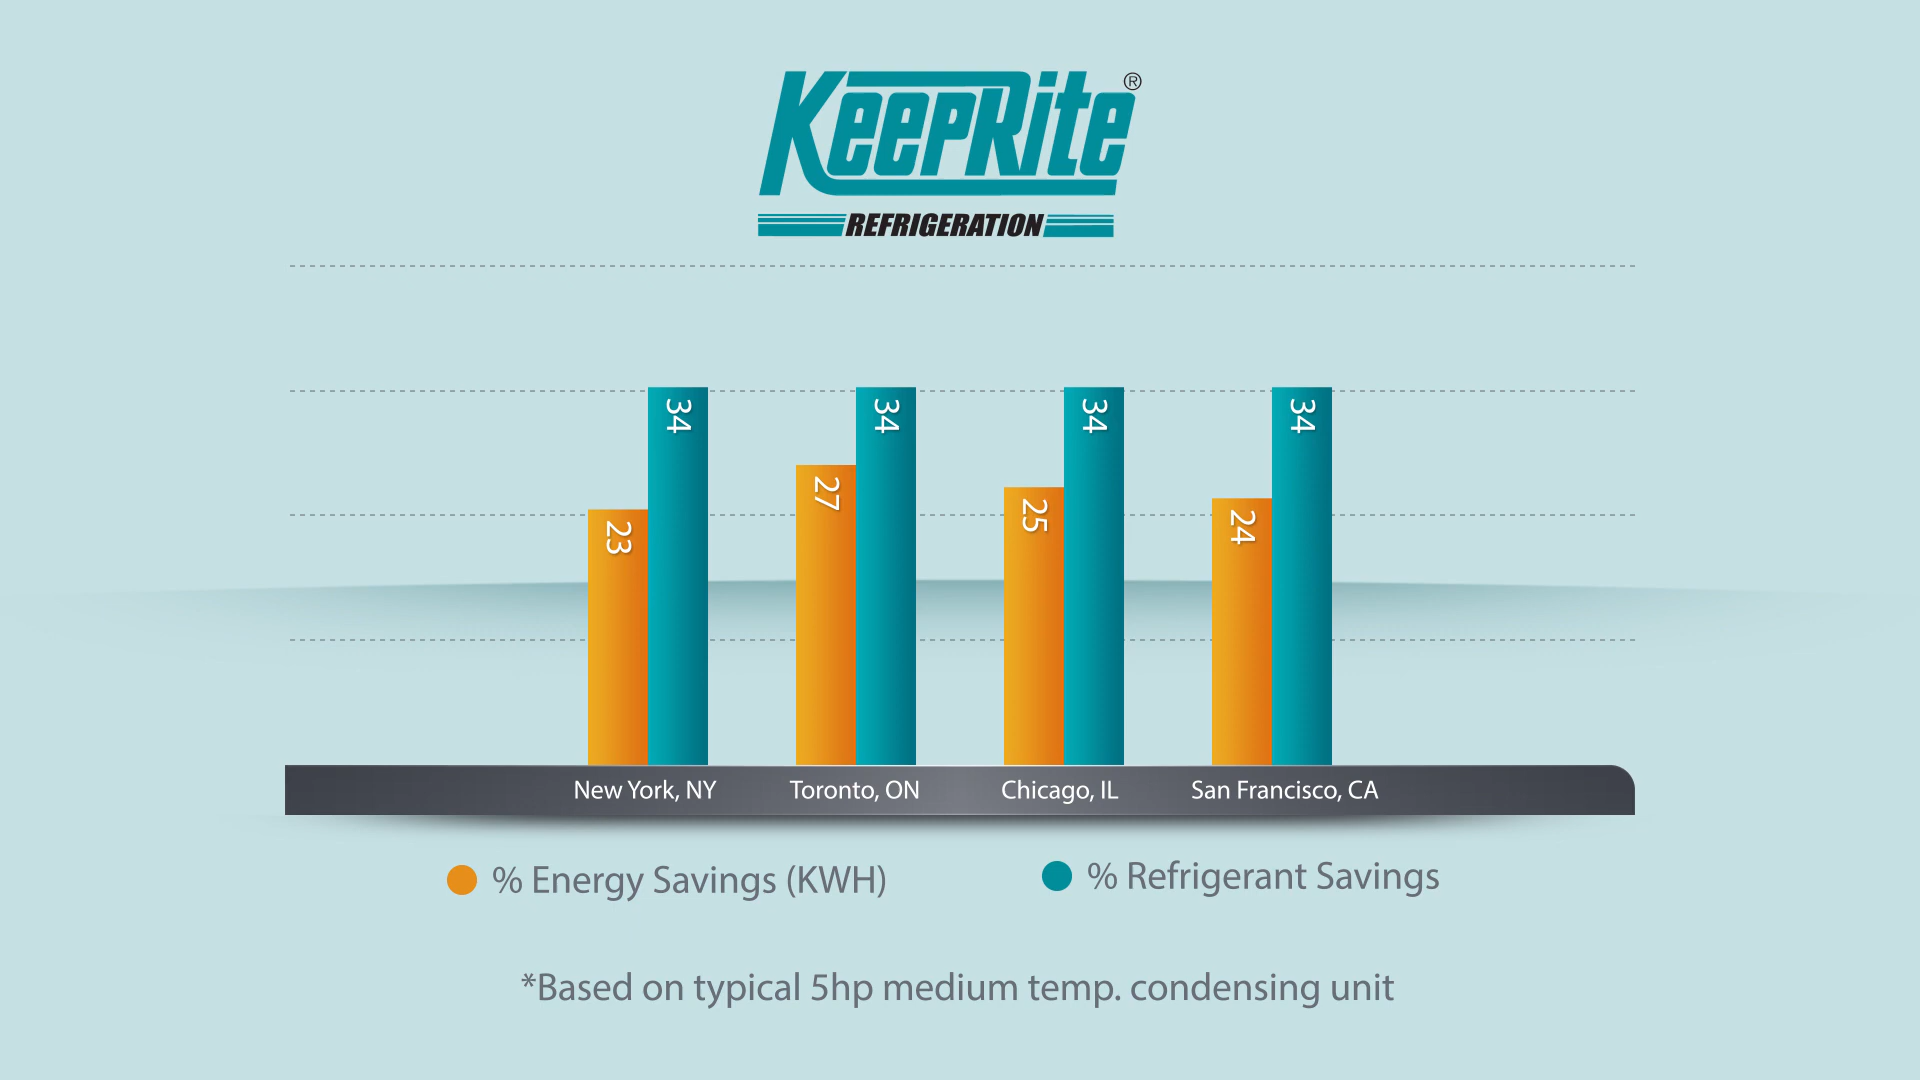 KeepRite®
REFRIGERATION
34
34
34
34
23
27
25
24
New York, NY
Toronto, ON
Chicago, IL
San Francisco, CA
% Energy Savings (KWH)
% Refrigerant Savings
*Based on typical 5hp medium temp. condensing unit